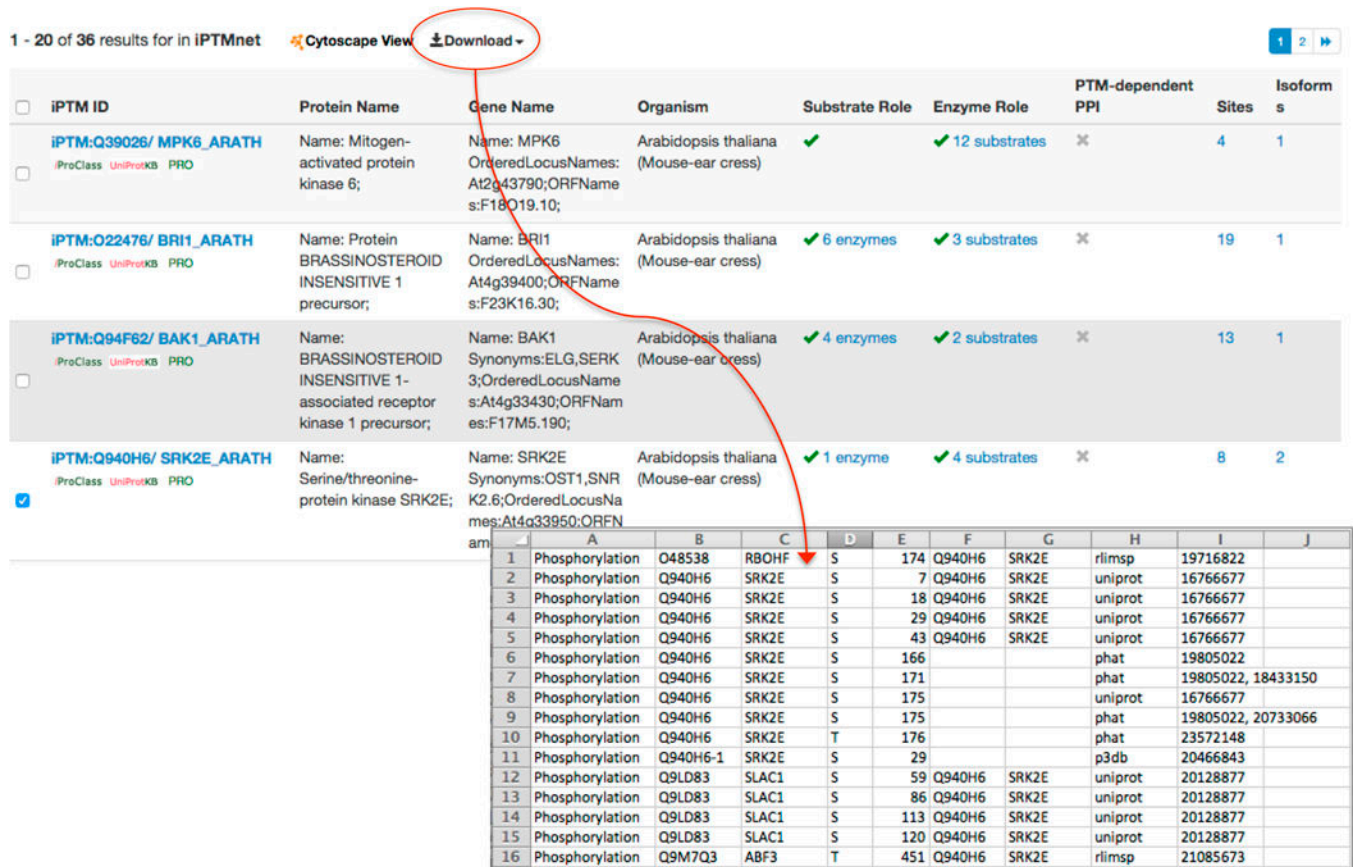 1 - 20 of 36 results for in iPTMnet Cytoscape View Download
1 2
iPTM ID Protein Name Gene Name Organism Substrate Role Enzyme Role PTM-dependent PPI Sites Isoforms
iPTM:Q39026/ MPK6_ARATH Name: Mitogen- Name: MPK6 Arabidopsis thaliana 12 substrates 4 1
iProClass UniProtKB PRO activated protein OrderedLocusNames: (Mouse-ear cress)
kinase 6; At2g43790;ORFName
s:F18O19.10;
iPTM:O22476/ BRI1_ARATH Name: Protein Name: BRI1 Arabidopsis thaliana 6 enzymes 3 substrates 19 1
iProClass UniProtKB PRO BRASSINOSTEROID OrderedLocusNames: (Mouse-ear cress)
INSENSITIVE 1 At4g39400;ORFName
precursor; s:F23K16.30;
iPTM:Q94F62/ BAK1_ARATH Name: Name: BAK1 Arabidopsis thaliana 4 enzymes 2 substrates 13 1
iProClass UniProtKB PRO BRASSINOSTEROID Synonyms:ELG,SERK (Mouse-ear cress)
INSENSITIVE 1- 3;OrderedLocusName
associated receptor s:At4g33430;ORFNam
kinase 1 precursor; es:F17M5.190;
iPTM:Q940H6/ SRK2E_ARATH Name: Name: SRK2E Arabidopsis thaliana 1 enzyme 4 substrates 8 2
iProClass UniProtKB PRO Serine/threonine- Synonyms:OST1,SNR (Mouse-ear cress)
protein kinase SRK2E; K2.6;OrderedLocusNa
mes:At4g33950;ORFN
am
A B C D E F G H I J
1 Phosphorylation O48538 RBOHF S 174 Q940H6 SRK2E rlimsp 19716822
2 Phosphorylation Q940H6 SRK2E S 7 Q940H6 SRK2E uniprot 16766677
3 Phosphorylation Q940H6 SRK2E S 18 Q940H6 SRK2E uniprot 16766677
4 Phosphorylation Q940H6 SRK2E S 29 Q940H6 SRK2E uniprot 16766677
5 Phosphorylation Q940H6 SRK2E S 43 Q940H6 SRK2E uniprot 16766677
6 Phosphorylation Q940H6 SRK2E S 166 phat 19805022
7 Phosphorylation Q940H6 SRK2E S 171 phat 19805022, 18433150
8 Phosphorylation Q940H6 SRK2E S 175 uniprot 16766677
9 Phosphorylation Q940H6 SRK2E S 175 phat 19805022, 20733066
10 Phosphorylation Q940H6 SRK2E T 176 phat 23572148
11 Phosphorylation Q940H6-1 SRK2E S 29 p3db 20466843
12 Phosphorylation Q9LD83 SLAC1 S 59 Q940H6 SRK2E uniprot 20128877
13 Phosphorylation Q9LD83 SLAC1 S 86 Q940H6 SRK2E uniprot 20128877
14 Phosphorylation Q9LD83 SLAC1 S 113 Q940H6 SRK2E uniprot 20128877
15 Phosphorylation Q9LD83 SLAC1 S 120 Q940H6 SRK2E uniprot 20128877
16 Phosphorylation Q9M7Q3 ABF3 T 451 Q940H6 SRK2E rlimsp 21085673